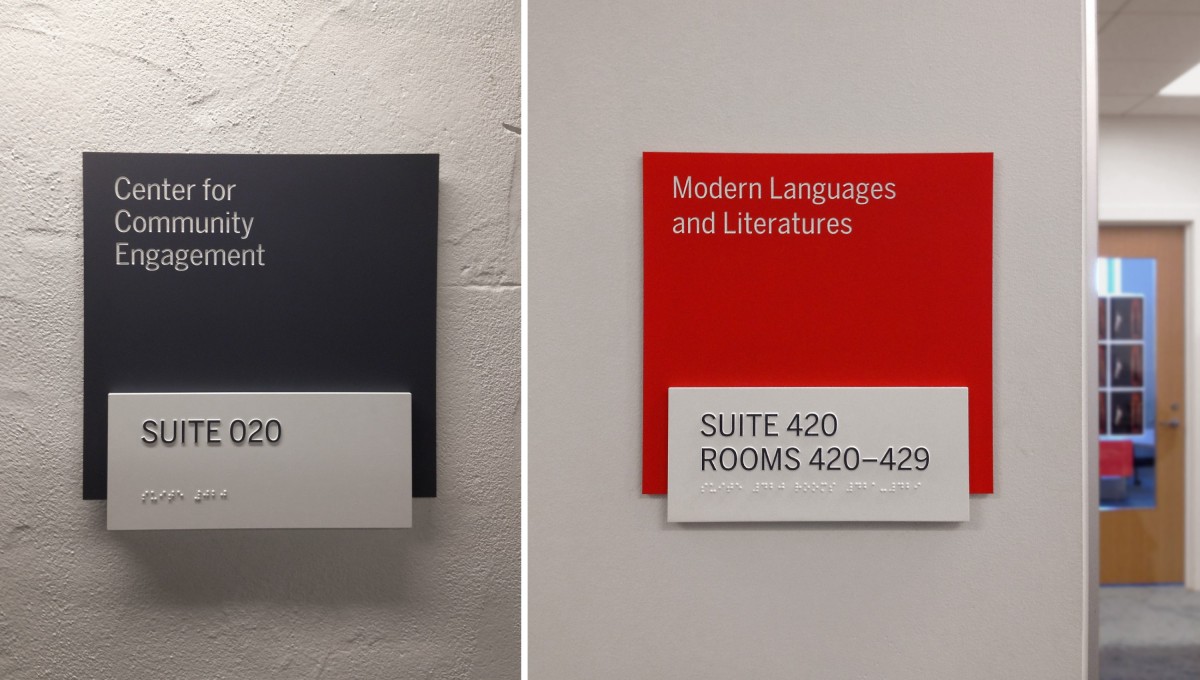 Center for
Community
Engagement
SUITE 020
Modern Languages
and Literatures
SUITE 420
ROOMS 420–429